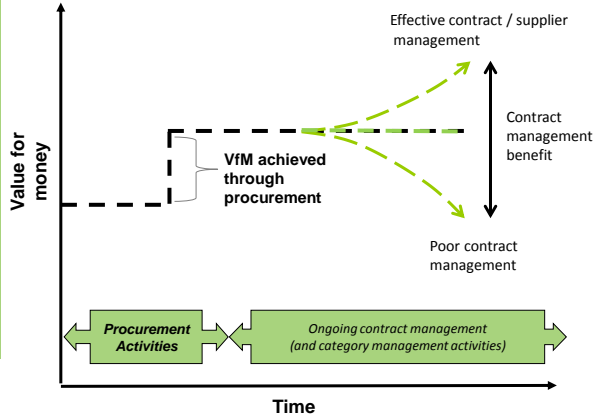 Effective contract / supplier
management
Value for
money
VfM achieved
through
procurement
Contract
management
benefit
Poor contract
management
Procurement
Activities
Ongoing contract management
(and category management activities)
Time